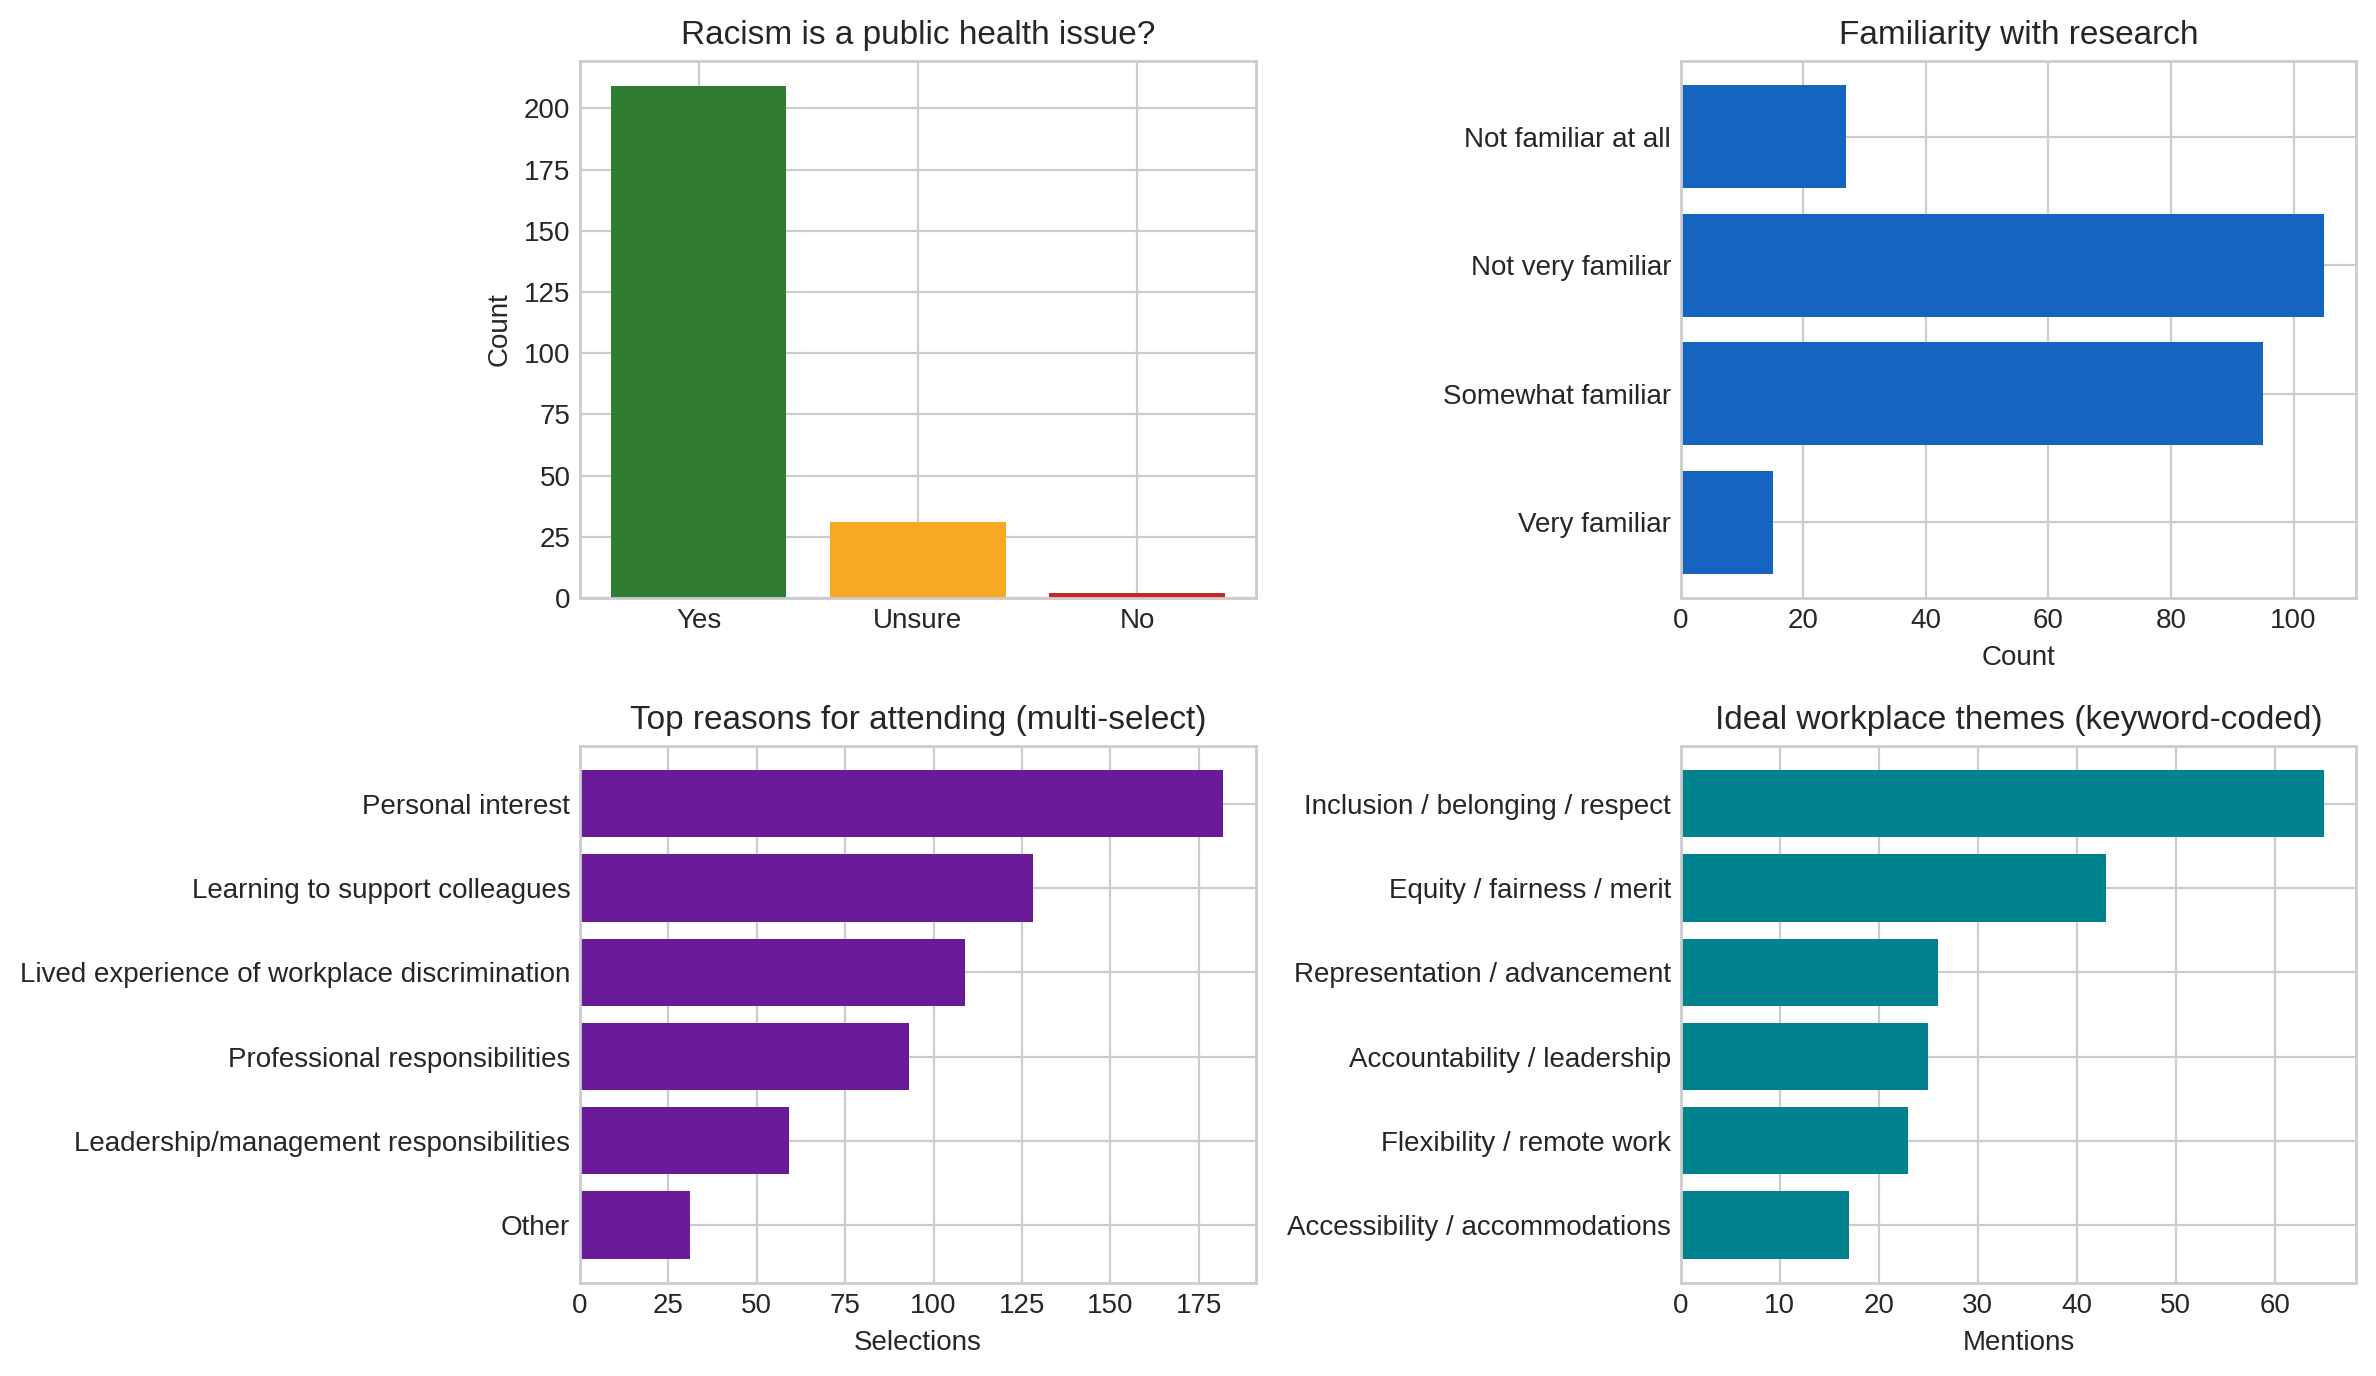 Racism is a public health issue?
Count
200
175
150
125
100
75
50
25
0
Yes Unsure No
Familiarity with research
Not familiar at all
Not very familiar
Somewhat familiar
Very familiar
0 20 40 60 80 100
Count
Top reasons for attending (multi-select)
Personal interest
Learning to support colleagues
Lived experience of workplace discrimination
Professional responsibilities
Leadership/management responsibilities
Other
0 25 50 75 100 125 150 175
Selections
Ideal workplace themes (keyword-coded)
Inclusion / belonging / respect
Equity / fairness / merit
Representation / advancement
Accountability / leadership
Flexibility / remote work
Accessibility / accommodations
0 10 20 30 40 50 60
Mentions